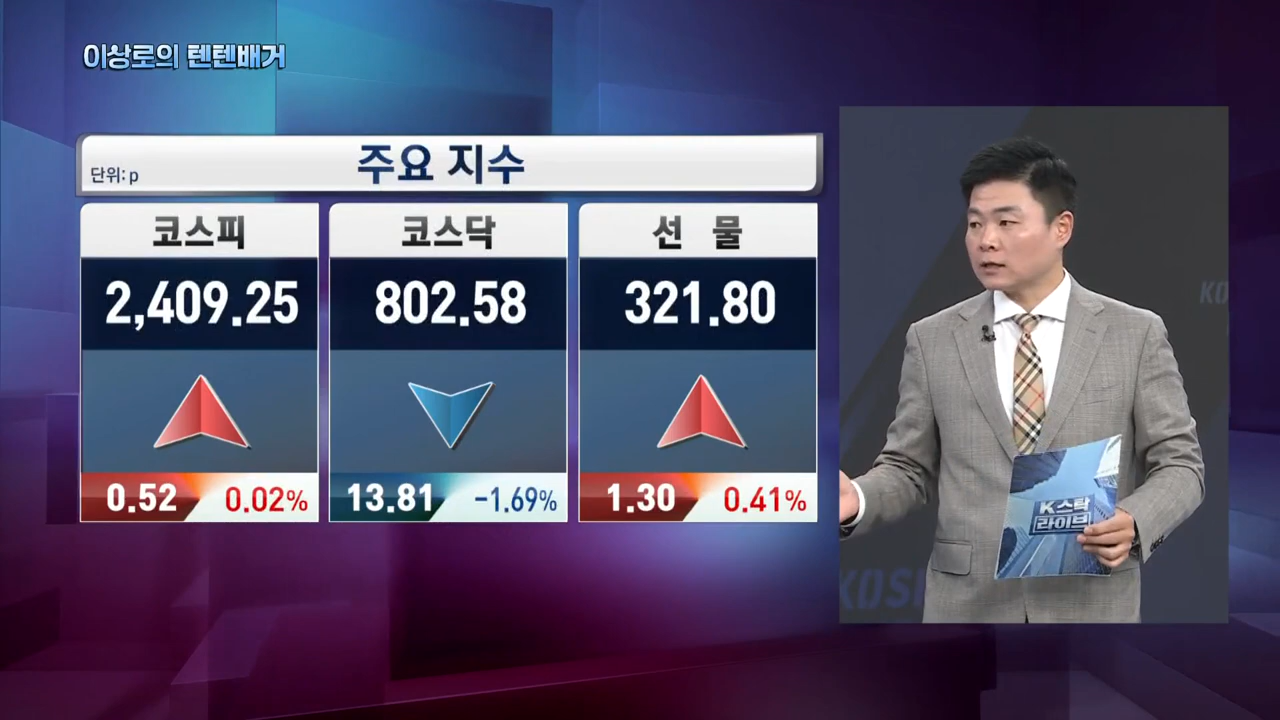 이상로의 텐텐배거
단위:p
주요 지수
코스피
코스닥
선 물
2,409.25
802.58
321.80
0.52 0.02%
13.81 -1.69%
1.30 0.41%
K스탁
라이브
KO
KOS